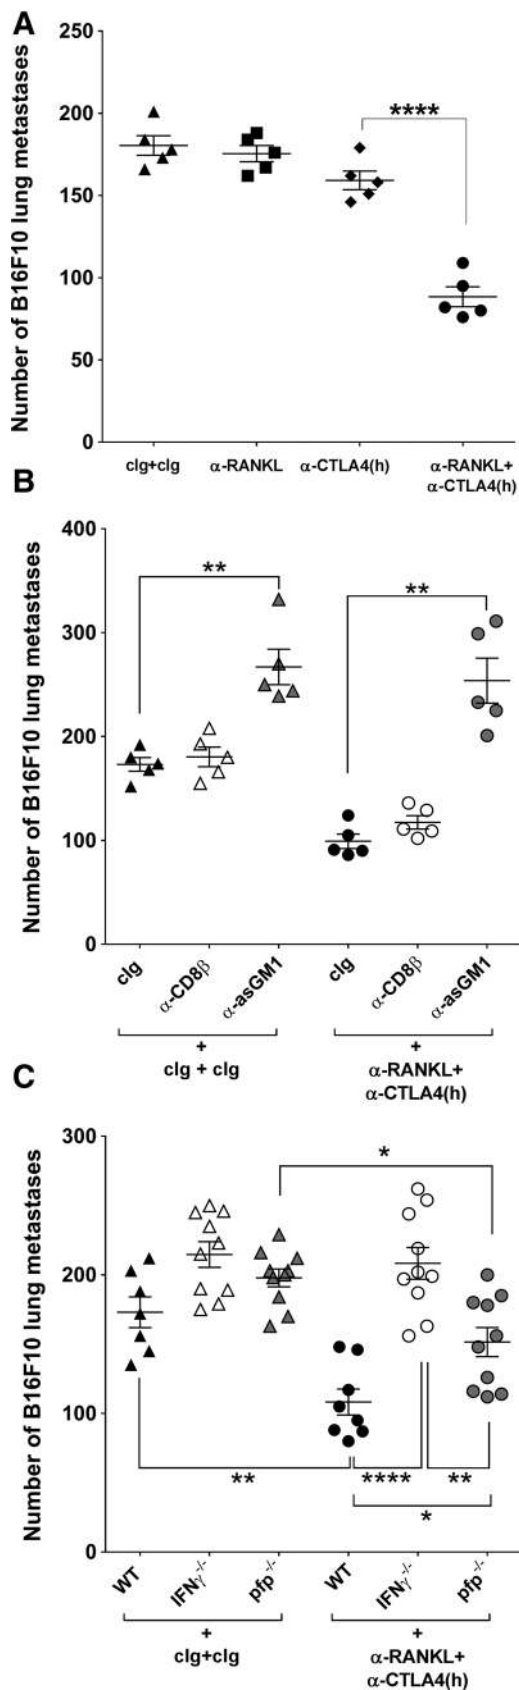 A
Number of B16F10 lung metastases
250
200
150
100
50
0
****
cIg+cIg α-RANKL α-CTLA4(h) α-RANKL+
α-CTLA4(h)
B
Number of B16F10 lung metastases
400
300
200
100
0
** **
cIg α-CD8β α-asGM1 cIg α-CD8β α-asGM1
+ +
cIg + cIg α-RANKL+
α-CTLA4(h)
C
Number of B16F10 lung metastases
300
200
100
0
*
** **** **
*
WT IFNγ-/- pfp-/- WT IFNγ-/- pfp-/-
+ +
cIg+cIg α-RANKL+
α-CTLA4(h)